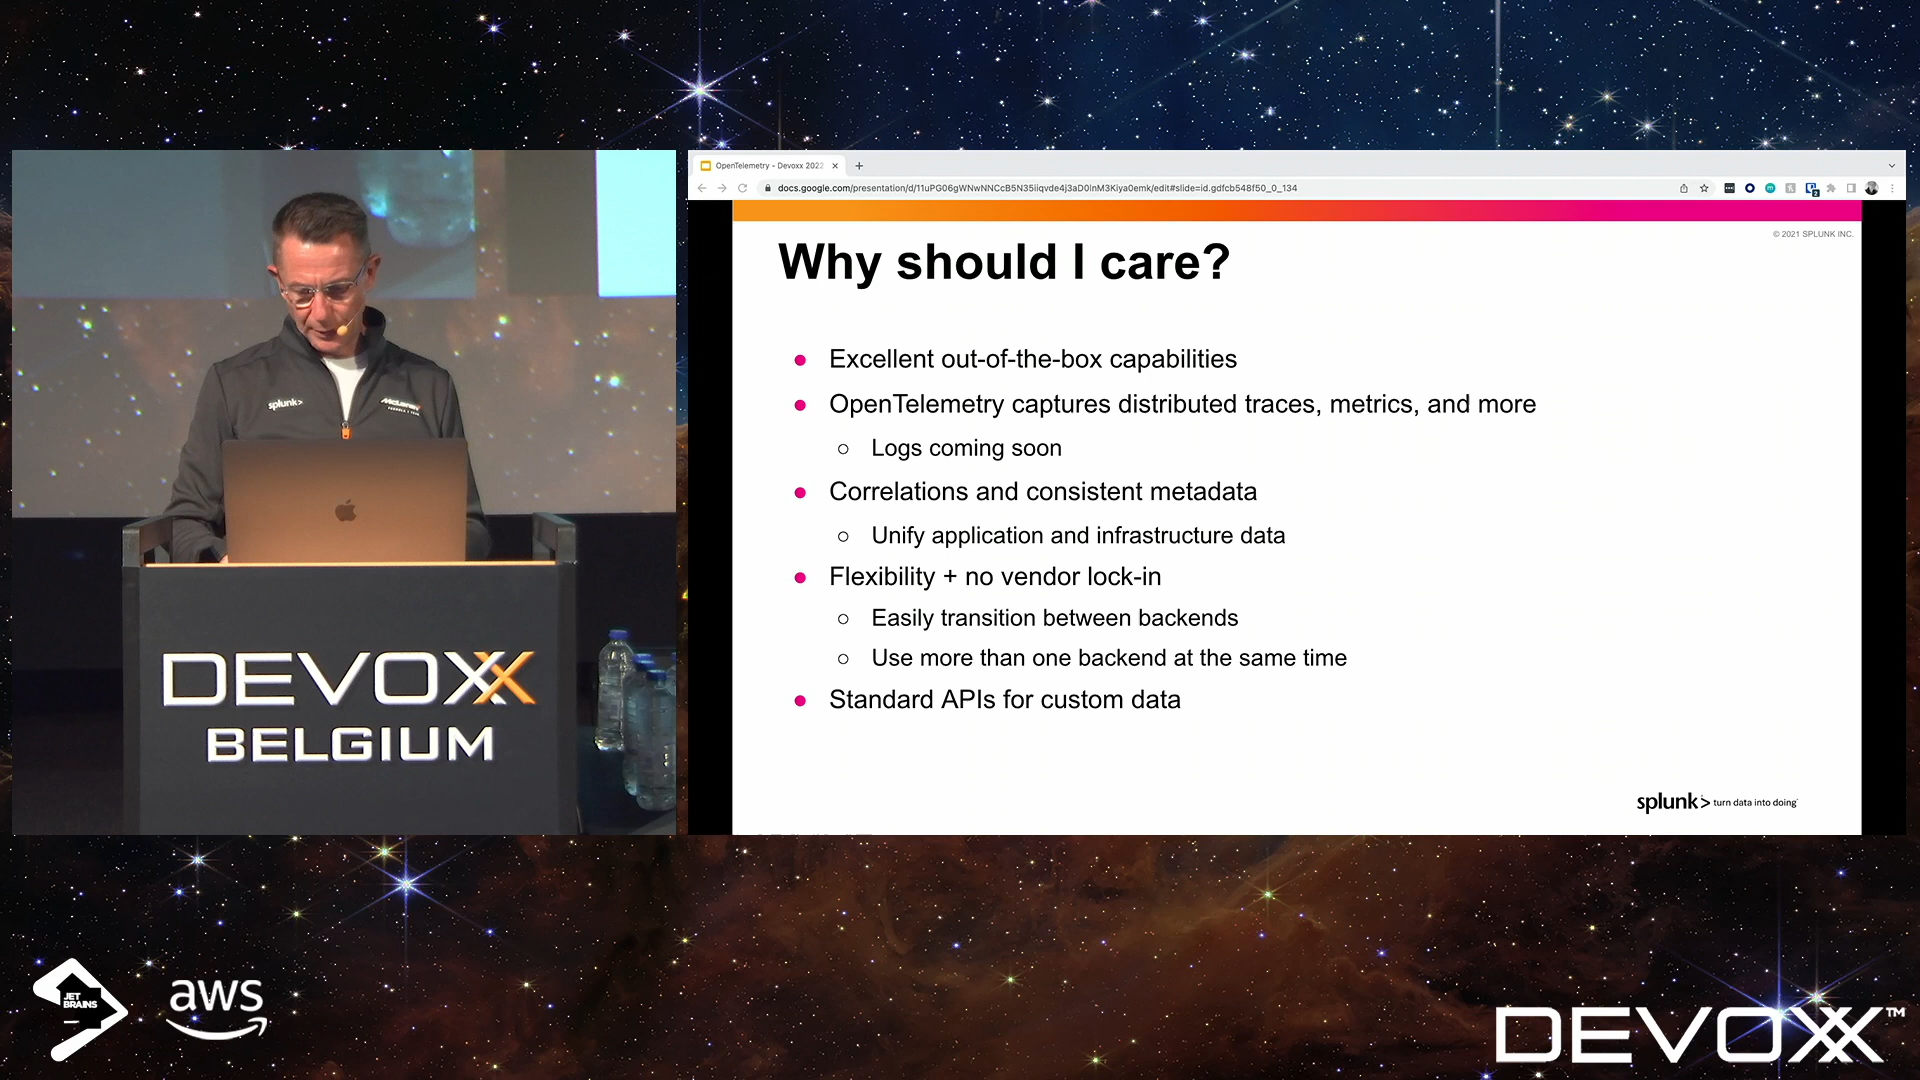 splunk>
McLaren
DEVOXX
BELGIUM
OpenTelemetry - Devoxx 2022
docs.google.com/presentation/d/11uPG06gWNwNNCcB5N35iiqvde4j3aD0lnM3Kiya0emk/edit#slide=id.gdfcb548f50_0_134
© 2021 SPLUNK INC.
Why should I care?
● Excellent out-of-the-box capabilities
● OpenTelemetry captures distributed traces, metrics, and more
○ Logs coming soon
● Correlations and consistent metadata
○ Unify application and infrastructure data
● Flexibility + no vendor lock-in
○ Easily transition between backends
○ Use more than one backend at the same time
● Standard APIs for custom data
splunk> turn data into doing
JET
BRAINS
aws
DEVOXX™